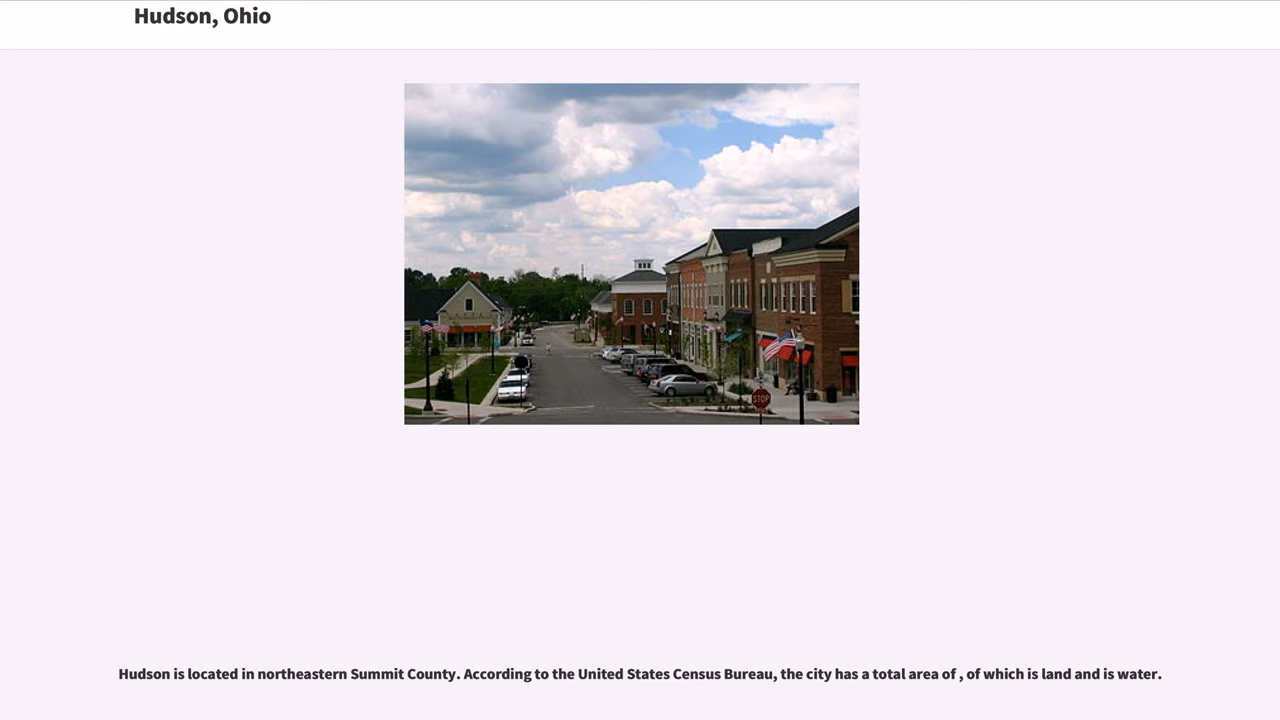 Hudson, Ohio
STOP
Hudson is located in northeastern Summit County. According to the United States Census Bureau, the city has a total area of , of which is land and is water.